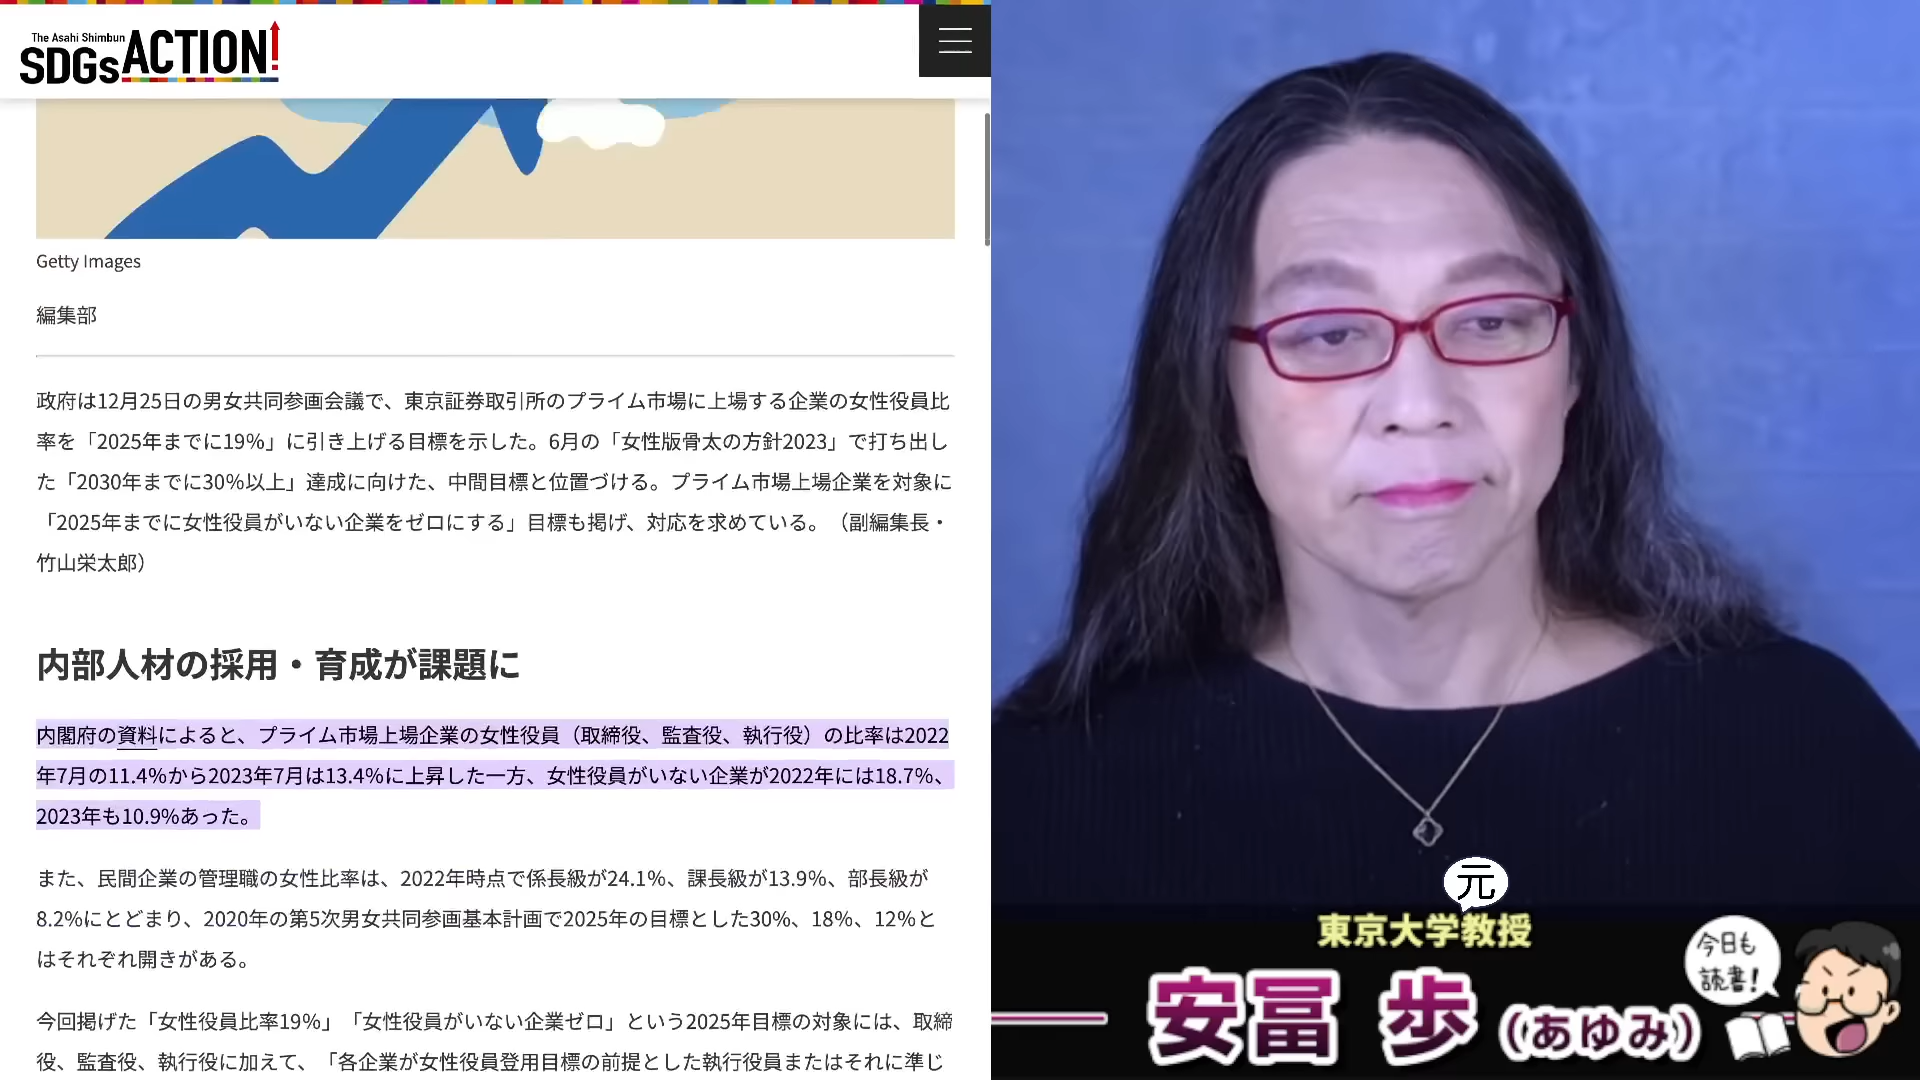 The Asahi Shimbun
SDGs ACTION!
Getty Images
編集部
政府は12月25日の男女共同参画会議で、東京証券取引所のプライム市場に上場する企業の女性役員比
率を「2025年までに19%」に引き上げる目標を示した。6月の「女性版骨太の方針2023」で打ち出し
た「2030年までに30%以上」達成に向けた、中間目標と位置づける。プライム市場上場企業を対象に
「2025年までに女性役員がいない企業をゼロにする」目標も掲げ、対応を求めている。（副編集長・
竹山栄太郎）
内部人材の採用・育成が課題に
内閣府の資料によると、プライム市場上場企業の女性役員（取締役、監査役、執行役）の比率は2022
年7月の11.4%から2023年7月は13.4%に上昇した一方、女性役員がいない企業が2022年には18.7%、
2023年も10.9%あった。
また、民間企業の管理職の女性比率は、2022年時点で係長級が24.1%、課長級が13.9%、部長級が
8.2%にとどまり、2020年の第5次男女共同参画基本計画で2025年の目標とした30%、18%、12%と
はそれぞれ開きがある。
今回掲げた「女性役員比率19%」「女性役員がいない企業ゼロ」という2025年目標の対象には、取締
役、監査役、執行役に加えて、「各企業が女性役員登用目標の前提とした執行役員またはそれに準じ
元
東京大学教授
安冨 歩 (あゆみ)
今日も
読書!